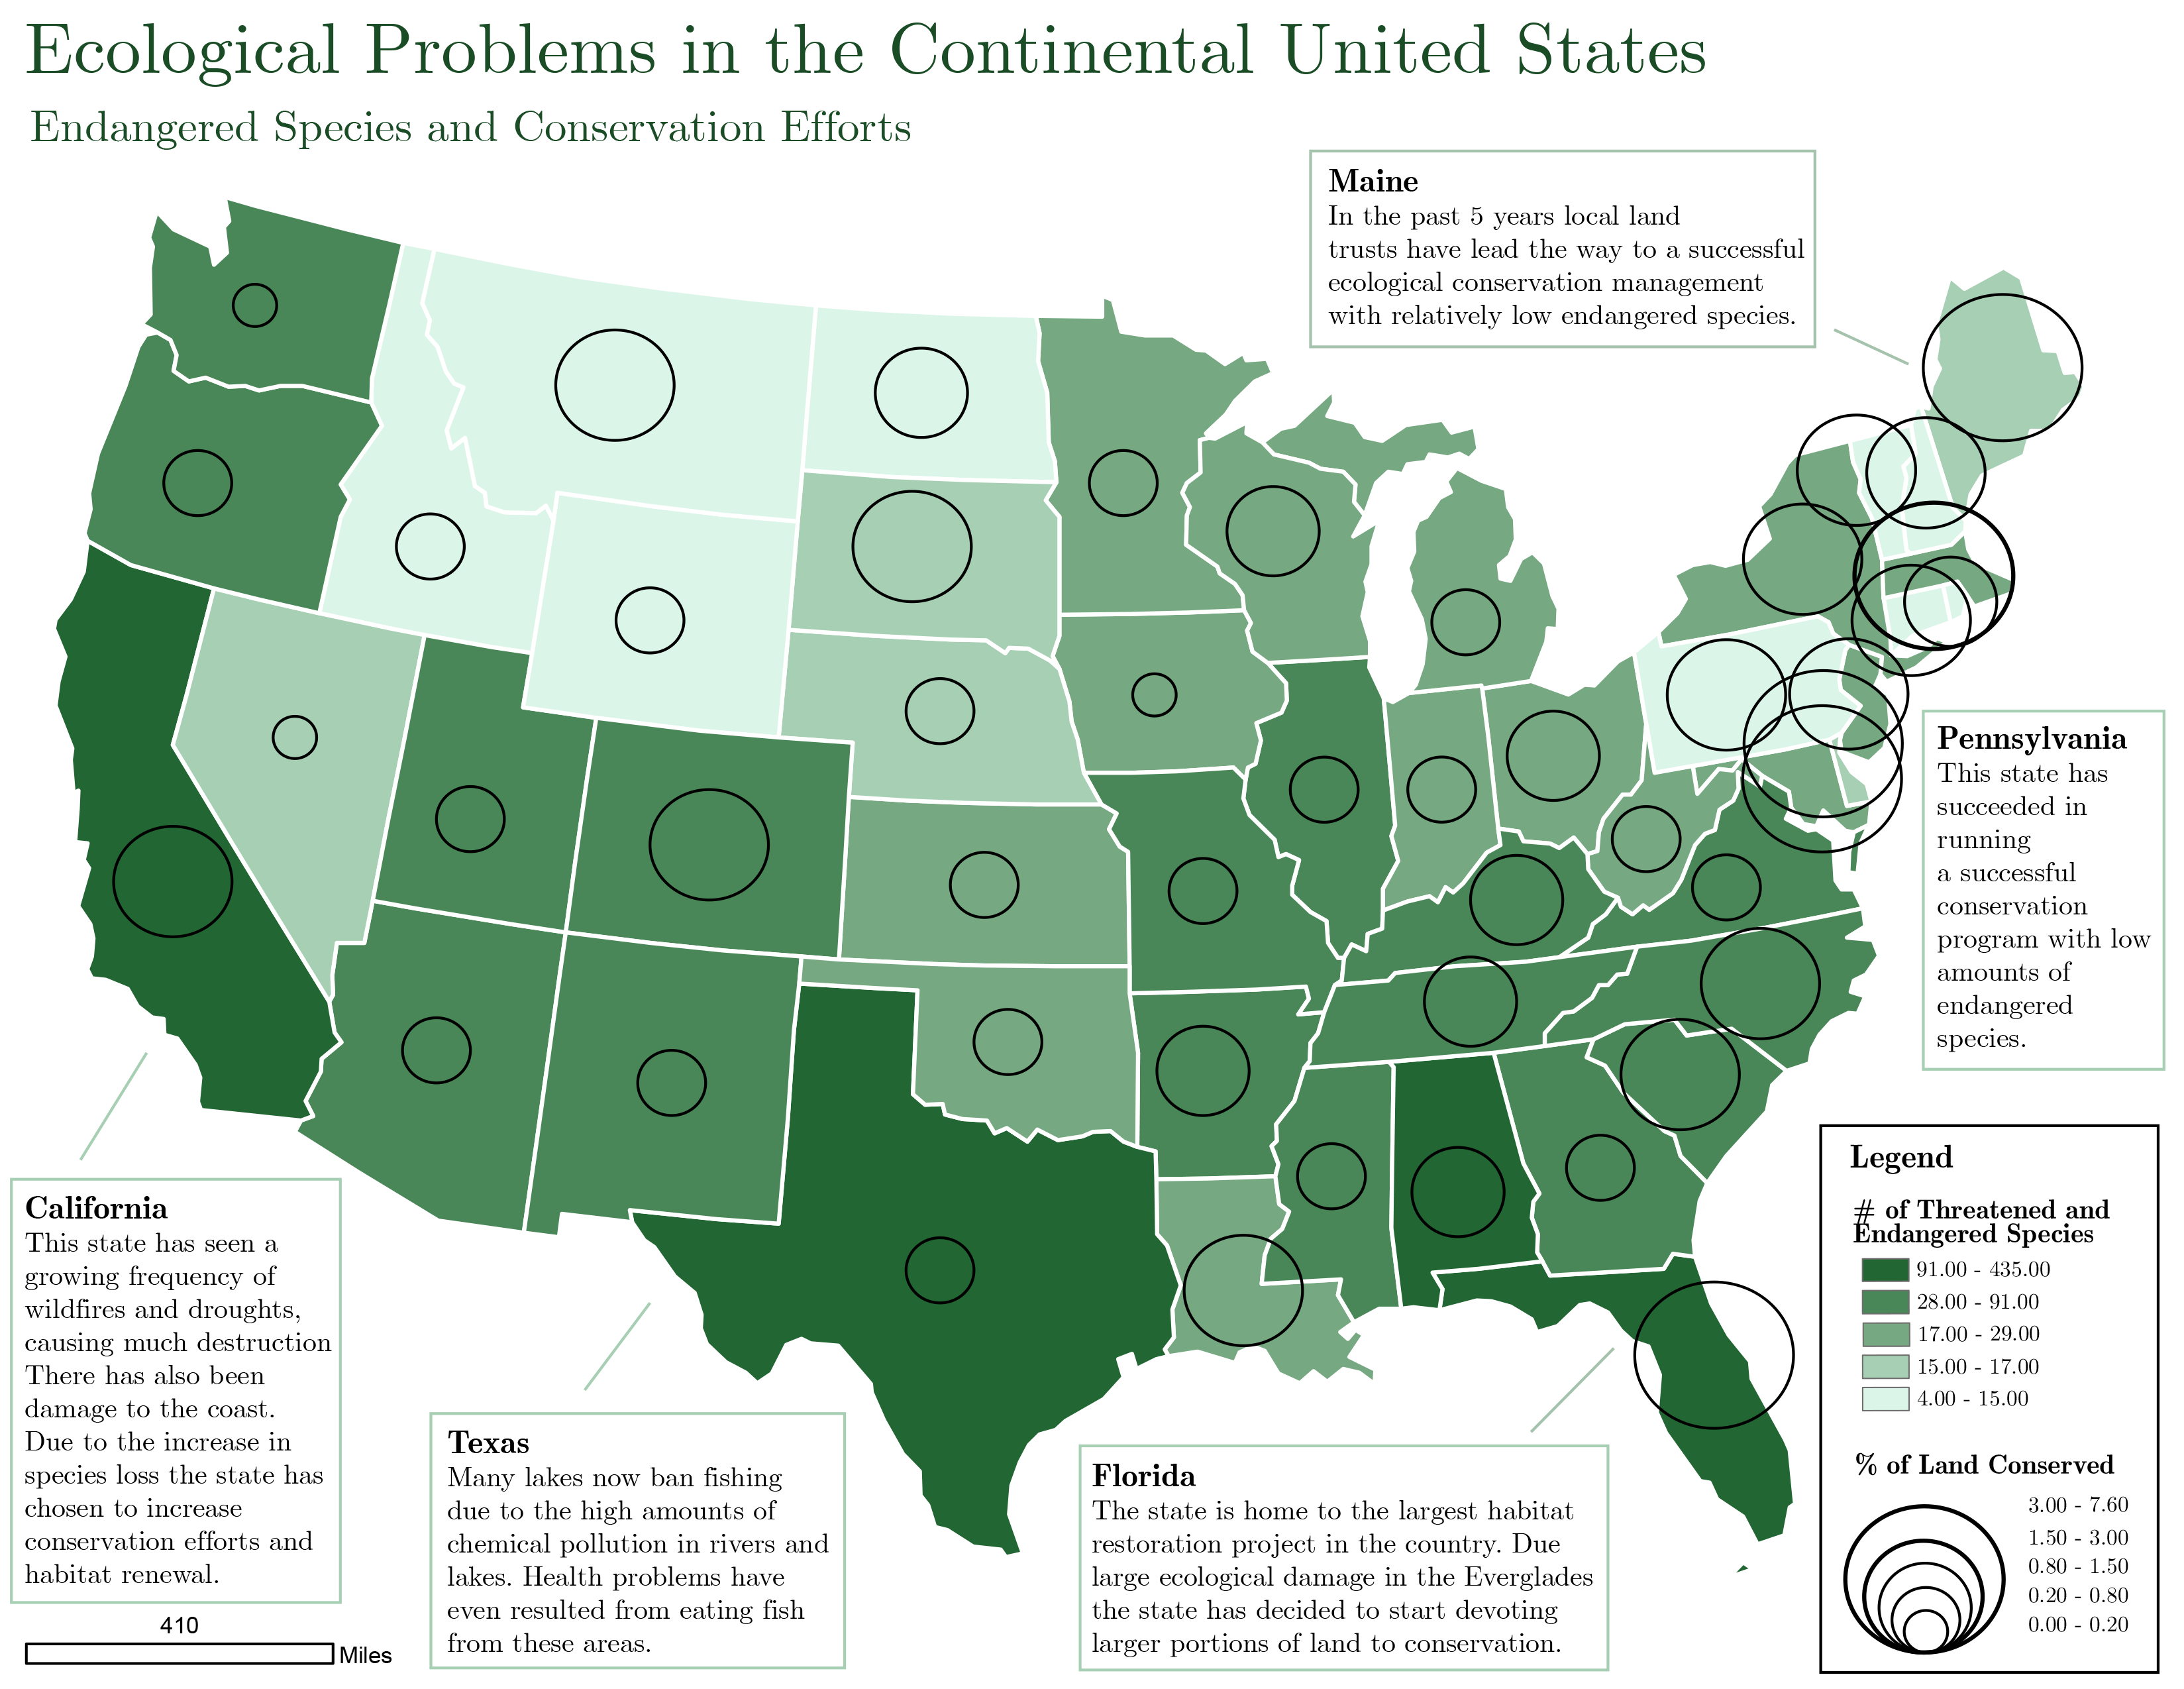 Ecological Problems in the Continental United States
Endangered Species and Conservation Efforts
Maine
In the past 5 years local land
trusts have lead the way to a successful
ecological conservation management
with relatively low endangered species.
Pennsylvania
This state has
succeeded in
running
a successful
conservation
program with low
amounts of
endangered
species.
California
This state has seen a
growing frequency of
wildfires and droughts,
causing much destruction
There has also been
damage to the coast.
Due to the increase in
species loss the state has
chosen to increase
conservation efforts and
habitat renewal.
410
Miles
Texas
Many lakes now ban fishing
due to the high amounts of
chemical pollution in rivers and
lakes. Health problems have
even resulted from eating fish
from these areas.
Florida
The state is home to the largest habitat
restoration project in the country. Due
large ecological damage in the Everglades
the state has decided to start devoting
larger portions of land to conservation.
Legend
# of Threatened and
Endangered Species
91.00 - 435.00
28.00 - 91.00
17.00 - 29.00
15.00 - 17.00
4.00 - 15.00
% of Land Conserved
3.00 - 7.60
1.50 - 3.00
0.80 - 1.50
0.20 - 0.80
0.00 - 0.20